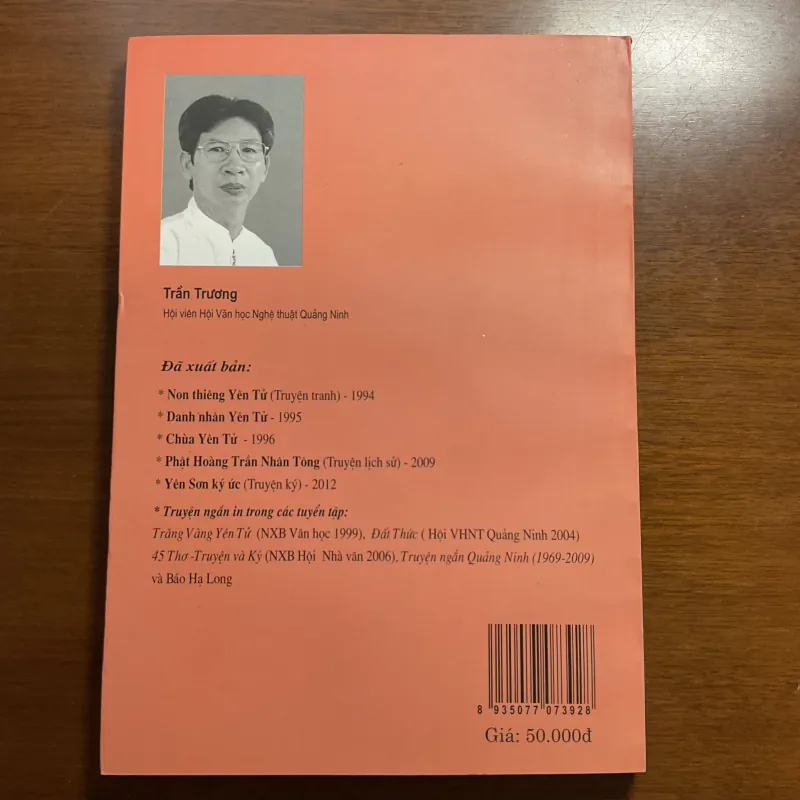 Trần Trương
Hội viên Hội Văn học Nghệ thuật Quảng Ninh
Đã xuất bản:
* Non thiêng Yên Tử (Truyện tranh) - 1994
* Danh nhân Yên Tử - 1995
* Chùa Yên Tử - 1996
* Phật Hoàng Trần Nhân Tông (Truyện lịch sử) - 2009
* Yên Sơn ký ức (Truyện ký) - 2012
* Truyện ngắn in trong các tuyển tập:
Trăng Vàng Yên Tử (NXB Văn học 1999), Đất Thức ( Hội VHNT Quảng Ninh 2004)
45 Thơ -Truyện và Ký (NXB Hội Nhà văn 2006), Truyện ngắn Quảng Ninh (1969-2009)
và Báo Hạ Long
8 935077 073928
Giá: 50.000đ